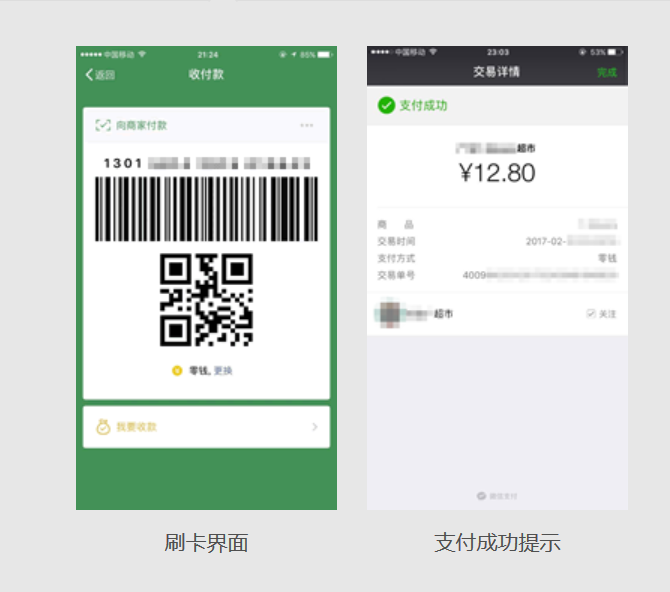 中国移动
21:24
86%
返回
收付款
向商家付款
1301
零钱, 更换
我要收款
刷卡界面
中国移动
23:03
53%
交易详情
完成
支付成功
超市
¥12.80
商 品
交易时间
2017-02-
支付方式
零钱
交易单号
4009
超市
关注
微信支付
支付成功提示